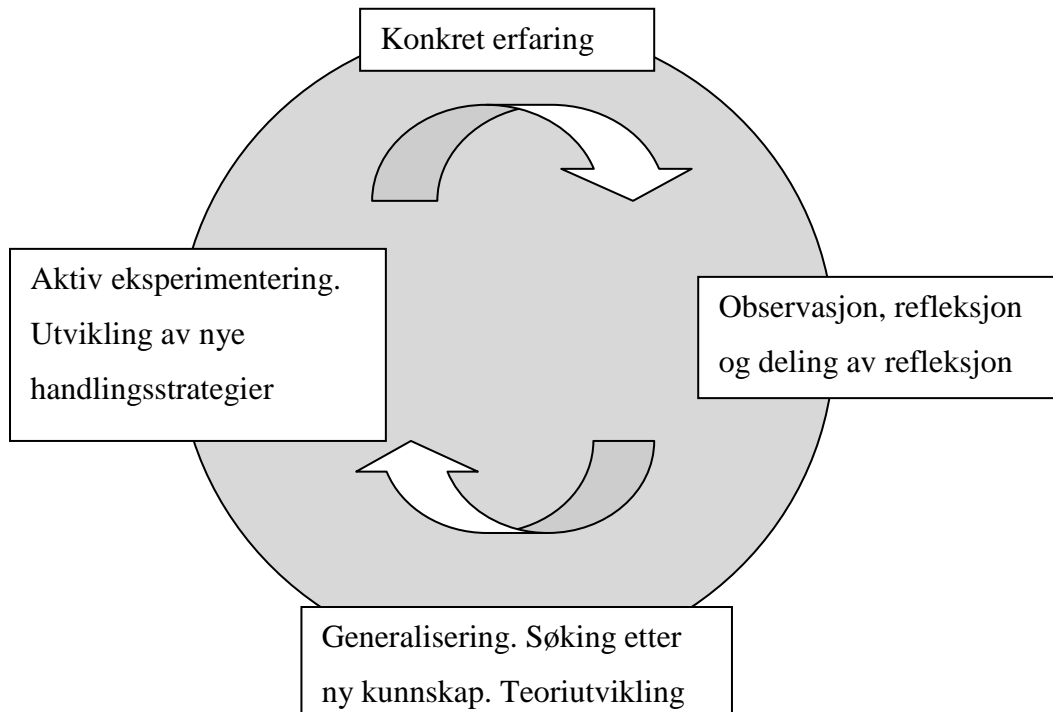 Konkret erfaring
Aktiv eksperimentering.
Utvikling av nye
handlingsstrategier
Observasjon, refleksjon
og deling av refleksjon
Generalisering. Søking etter
ny kunnskap. Teoriutvikling